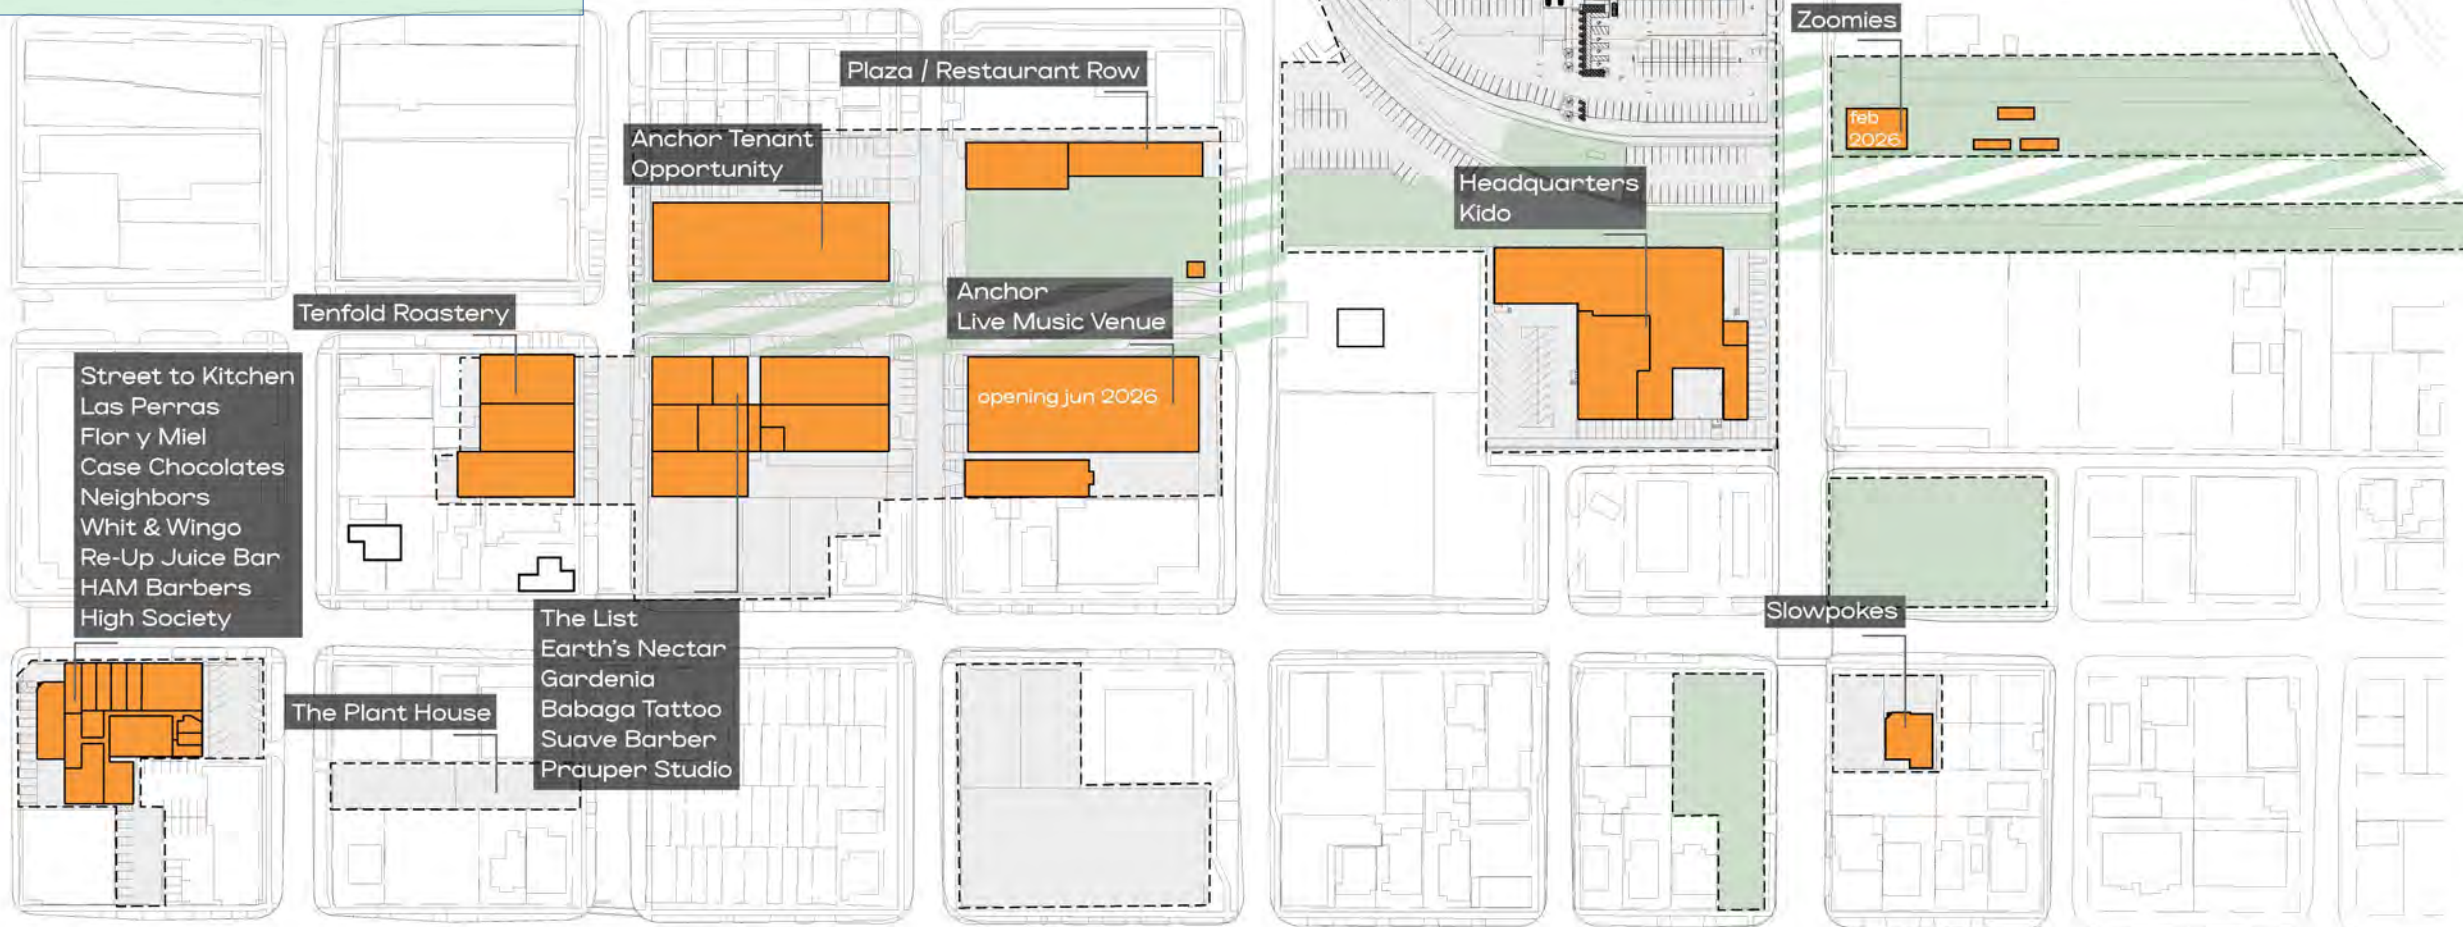 Zoomies
Plaza / Restaurant Row
feb
2026
Anchor Tenant
Opportunity
Headquarters
Kido
Anchor
Live Music Venue
Tenfold Roastery
opening jun 2026
Street to Kitchen
Las Perras
Flor y Miel
Case Chocolates
Neighbors
Whit & Wingo
Re-Up Juice Bar
HAM Barbers
High Society
The List
Earth's Nectar
Gardenia
Babaga Tattoo
Suave Barber
Prauper Studio
Slowpokes
The Plant House